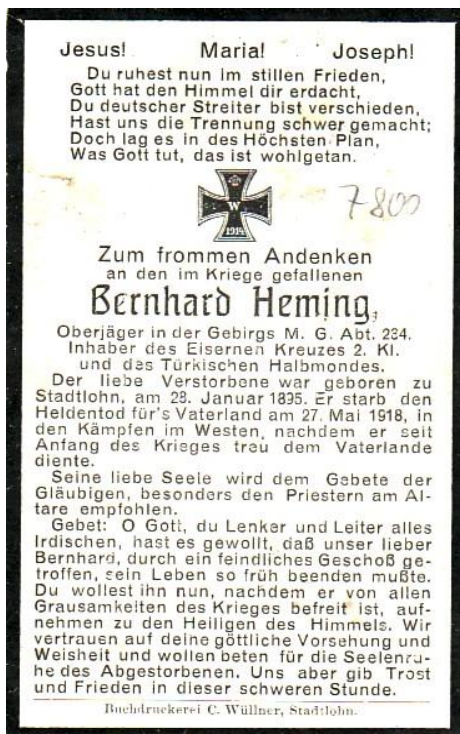 Jesus! Maria! Joseph!
Du ruhest nun im stillen Frieden,
Gott hat den Himmel dir erdacht,
Du deutscher Streiter bist verschieden,
Hast uns die Trennung schwer gemacht;
Doch lag es in des Höchsten Plan,
Was Gott tut, das ist wohlgetan.
W
1914
7800
Zum frommen Andenken
an den im Kriege gefallenen
Bernhard Heming,
Oberjäger in der Gebirgs M. G. Abt. 234.
Inhaber des Eisernen Kreuzes 2. Kl.
und des Türkischen Halbmondes.
Der liebe Verstorbene war geboren zu
Stadtlohn, am 28. Januar 1895. Er starb den
Heldentod für's Vaterland am 27. Mai 1918, in
den Kämpfen im Westen, nachdem er seit
Anfang des Krieges treu dem Vaterlande
diente.
Seine liebe Seele wird dem Gebete der
Gläubigen, besonders den Priestern am Al-
tare empfohlen.
Gebet: O Gott, du Lenker und Leiter alles
Irdischen, hast es gewollt, daß unser lieber
Bernhard, durch ein feindliches Geschoß ge-
troffen, sein Leben so früh beenden mußte.
Du wollest ihn nun, nachdem er von allen
Grausamkeiten des Krieges befreit ist, auf-
nehmen zu den Heiligen des Himmels. Wir
vertrauen auf deine göttliche Vorsehung und
Weisheit und wollen beten für die Seelenru-
he des Abgestorbenen. Uns aber gib Trost
und Frieden in dieser schweren Stunde.
Buchdruckerei C. Wüllner, Stadtlohn.